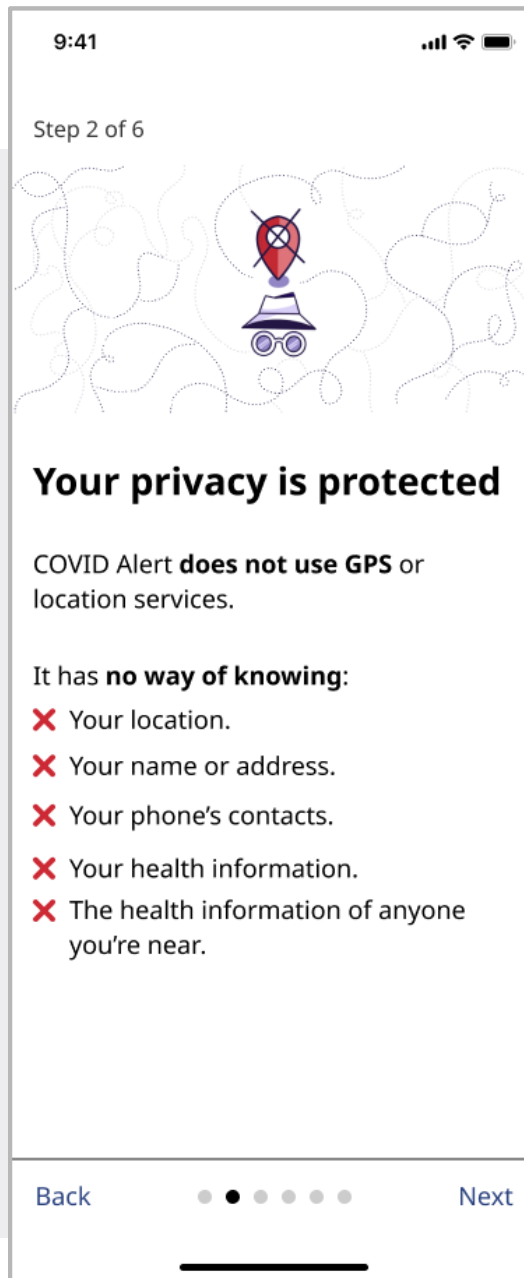 9:41
Step 2 of 6
Your privacy is protected
COVID Alert does not use GPS or
location services.
It has no way of knowing:
Your location.
Your name or address.
Your phone’s contacts.
Your health information.
The health information of anyone
you’re near.
Back
Next